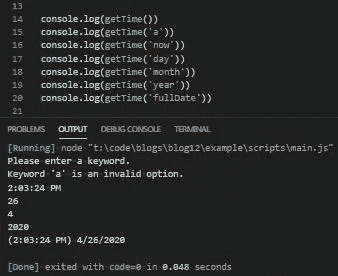 13
14 console.log(getTime())
15 console.log(getTime('a'))
16 console.log(getTime('now'))
17 console.log(getTime('day'))
18 console.log(getTime('month'))
19 console.log(getTime('year'))
20 console.log(getTime('fullDate'))
21
PROBLEMS OUTPUT DEBUG CONSOLE TERMINAL
[Running] node "t:\code\blogs\blog12\example\scripts\main.js"
Please enter a keyword.
Keyword 'a' is an invalid option.
2:03:24 PM
26
4
2020
(2:03:24 PM) 4/26/2020
[Done] exited with code=0 in 0.048 seconds